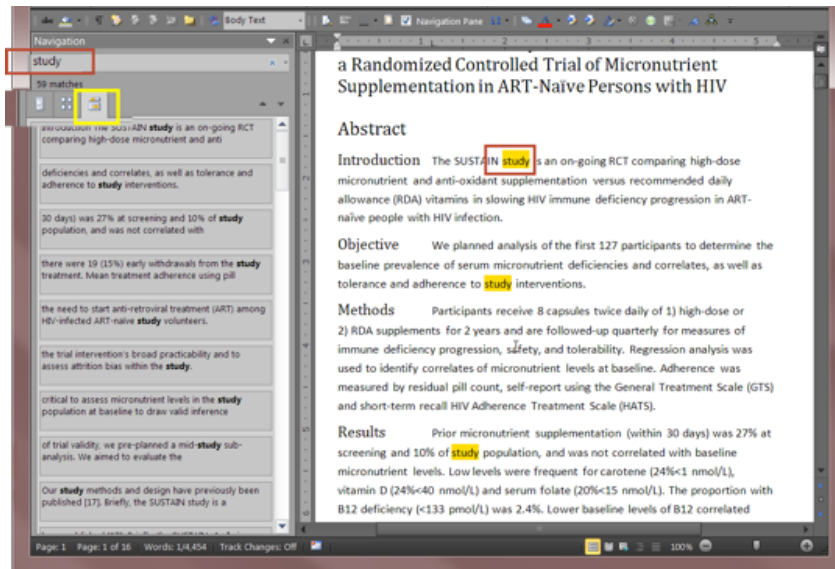 Body Text
Navigation Pane
Navigation
study
59 matches
Introduction The SUSTAIN study is an on-going RCT
comparing high-dose micronutrient and anti
deficiencies and correlates, as well as tolerance and
adherence to study interventions.
30 days) was 27% at screening and 10% of study
population, and was not correlated with
there were 19 (15%) early withdrawals from the study
treatment. Mean treatment adherence using pill
the need to start anti-retroviral treatment (ART) among
HIV-infected ART-naive study volunteers.
the trial intervention's broad practicability and to
assess attrition bias within the study.
critical to assess micronutrient levels in the study
population at baseline to draw valid inference
of trial validity, we pre-planned a mid-study sub-
analysis. We aimed to evaluate the
Our study methods and design have previously been
published [17]. Briefly, the SUSTAIN study is a
a Randomized Controlled Trial of Micronutrient
Supplementation in ART-Naïve Persons with HIV
Abstract
Introduction The SUSTAIN study is an on-going RCT comparing high-dose
micronutrient and anti-oxidant supplementation versus recommended daily
allowance (RDA) vitamins in slowing HIV immune deficiency progression in ART-
naïve people with HIV infection.
Objective We planned analysis of the first 127 participants to determine the
baseline prevalence of serum micronutrient deficiencies and correlates, as well as
tolerance and adherence to study interventions.
Methods Participants receive 8 capsules twice daily of 1) high-dose or
2) RDA supplements for 2 years and are followed-up quarterly for measures of
immune deficiency progression, safety, and tolerability. Regression analysis was
used to identify correlates of micronutrient levels at baseline. Adherence was
measured by residual pill count, self-report using the General Treatment Scale (GTS)
and short-term recall HIV Adherence Treatment Scale (HATS).
Results Prior micronutrient supplementation (within 30 days) was 27% at
screening and 10% of study population, and was not correlated with baseline
micronutrient levels. Low levels were frequent for carotene (24%<1 nmol/L),
vitamin D (24%<40 nmol/L) and serum folate (20%<15 nmol/L). The proportion with
B12 deficiency (<133 pmol/L) was 2.4%. Lower baseline levels of B12 correlated
Page: 1 Page: 1 of 16 Words: 1/4,454 Track Changes: Off 100%